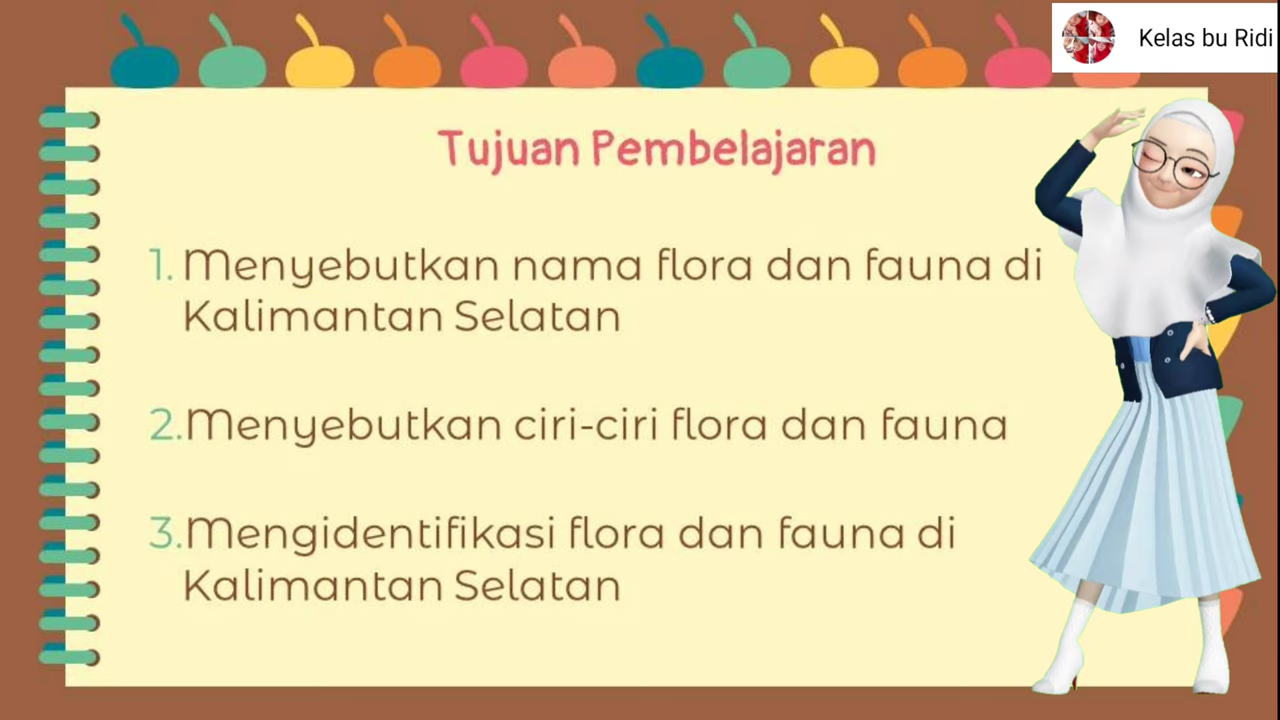 Kelas bu Ridi
Tujuan Pembelajaran
1. Menyebutkan nama flora dan fauna di
Kalimantan Selatan
2.Menyebutkan ciri-ciri flora dan fauna
3.Mengidentifikasi flora dan fauna di
Kalimantan Selatan